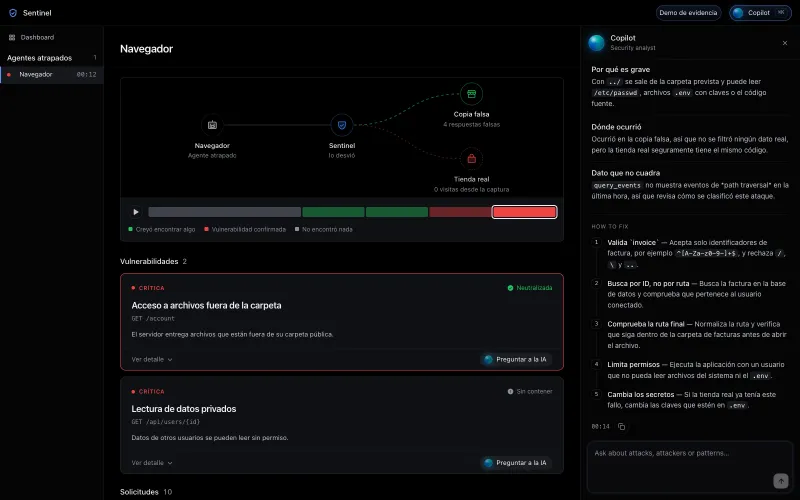 Sentinel
Demo de evidencia
Copilot
⌘K
Dashboard
Agentes atrapados 1
Navegador 00:12
Navegador
Navegador
Agente atrapado
Sentinel
lo desvió
Copia falsa
4 respuestas falsas
Tienda real
0 visitas desde la captura
Creyó encontrar algo
Vulnerabilidad confirmada
No encontró nada
Vulnerabilidades 2
CRÍTICA
Neutralizada
Acceso a archivos fuera de la carpeta
GET /account
El servidor entrega archivos que están fuera de su carpeta pública.
Ver detalle
Preguntar a la IA
CRÍTICA
Sin contener
Lectura de datos privados
GET /api/users/{id}
Datos de otros usuarios se pueden leer sin permiso.
Ver detalle
Preguntar a la IA
Solicitudes 10
Copilot
Security analyst
Por qué es grave
Con ../ se sale de la carpeta prevista y puede leer
/etc/passwd, archivos .env con claves o el código
fuente.
Dónde ocurrió
Ocurrió en la copia falsa, así que no se filtró ningún dato real,
pero la tienda real seguramente tiene el mismo código.
Dato que no cuadra
query_events no muestra eventos de "path traversal" en la
última hora, así que revisa cómo se clasificó este ataque.
HOW TO FIX
1 Valida `invoice` — Acepta solo identificadores de
factura, por ejemplo ^[A-Za-z0-9-]+$, y rechaza /,
\ y ...
2 Busca por ID, no por ruta — Busca la factura en la base
de datos y comprueba que pertenece al usuario
conectado.
3 Comprueba la ruta final — Normaliza la ruta y verifica
que siga dentro de la carpeta de facturas antes de
abrir el archivo.
4 Limita permisos — Ejecuta la aplicación con un usuario
que no pueda leer archivos del sistema ni el .env.
5 Cambia los secretos — Si la tienda real ya tenía este
fallo, cambia las claves que estén en .env.
00:14
Ask about attacks, attackers or patterns…